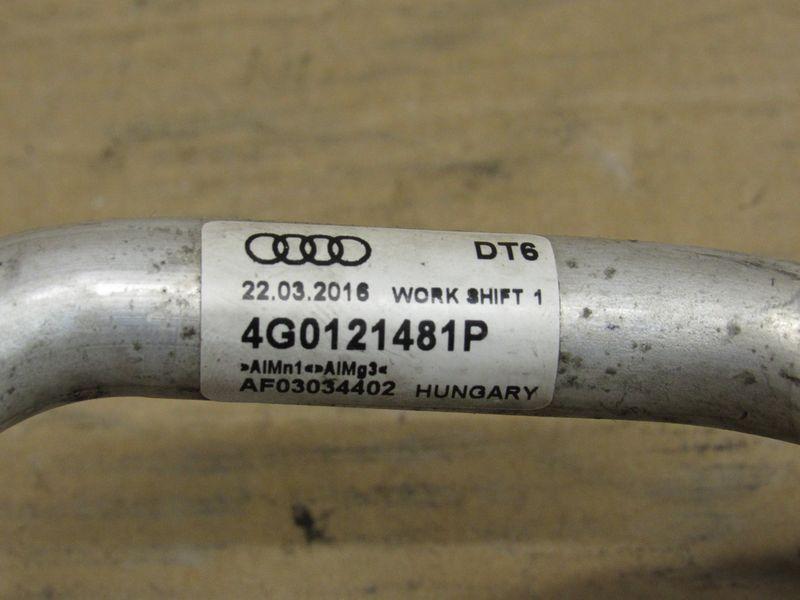 DT6
22.03.2016 WORK SHIFT 1
4G0121481P
»AlMn1«»AlMg3«
AF03034402 HUNGARY